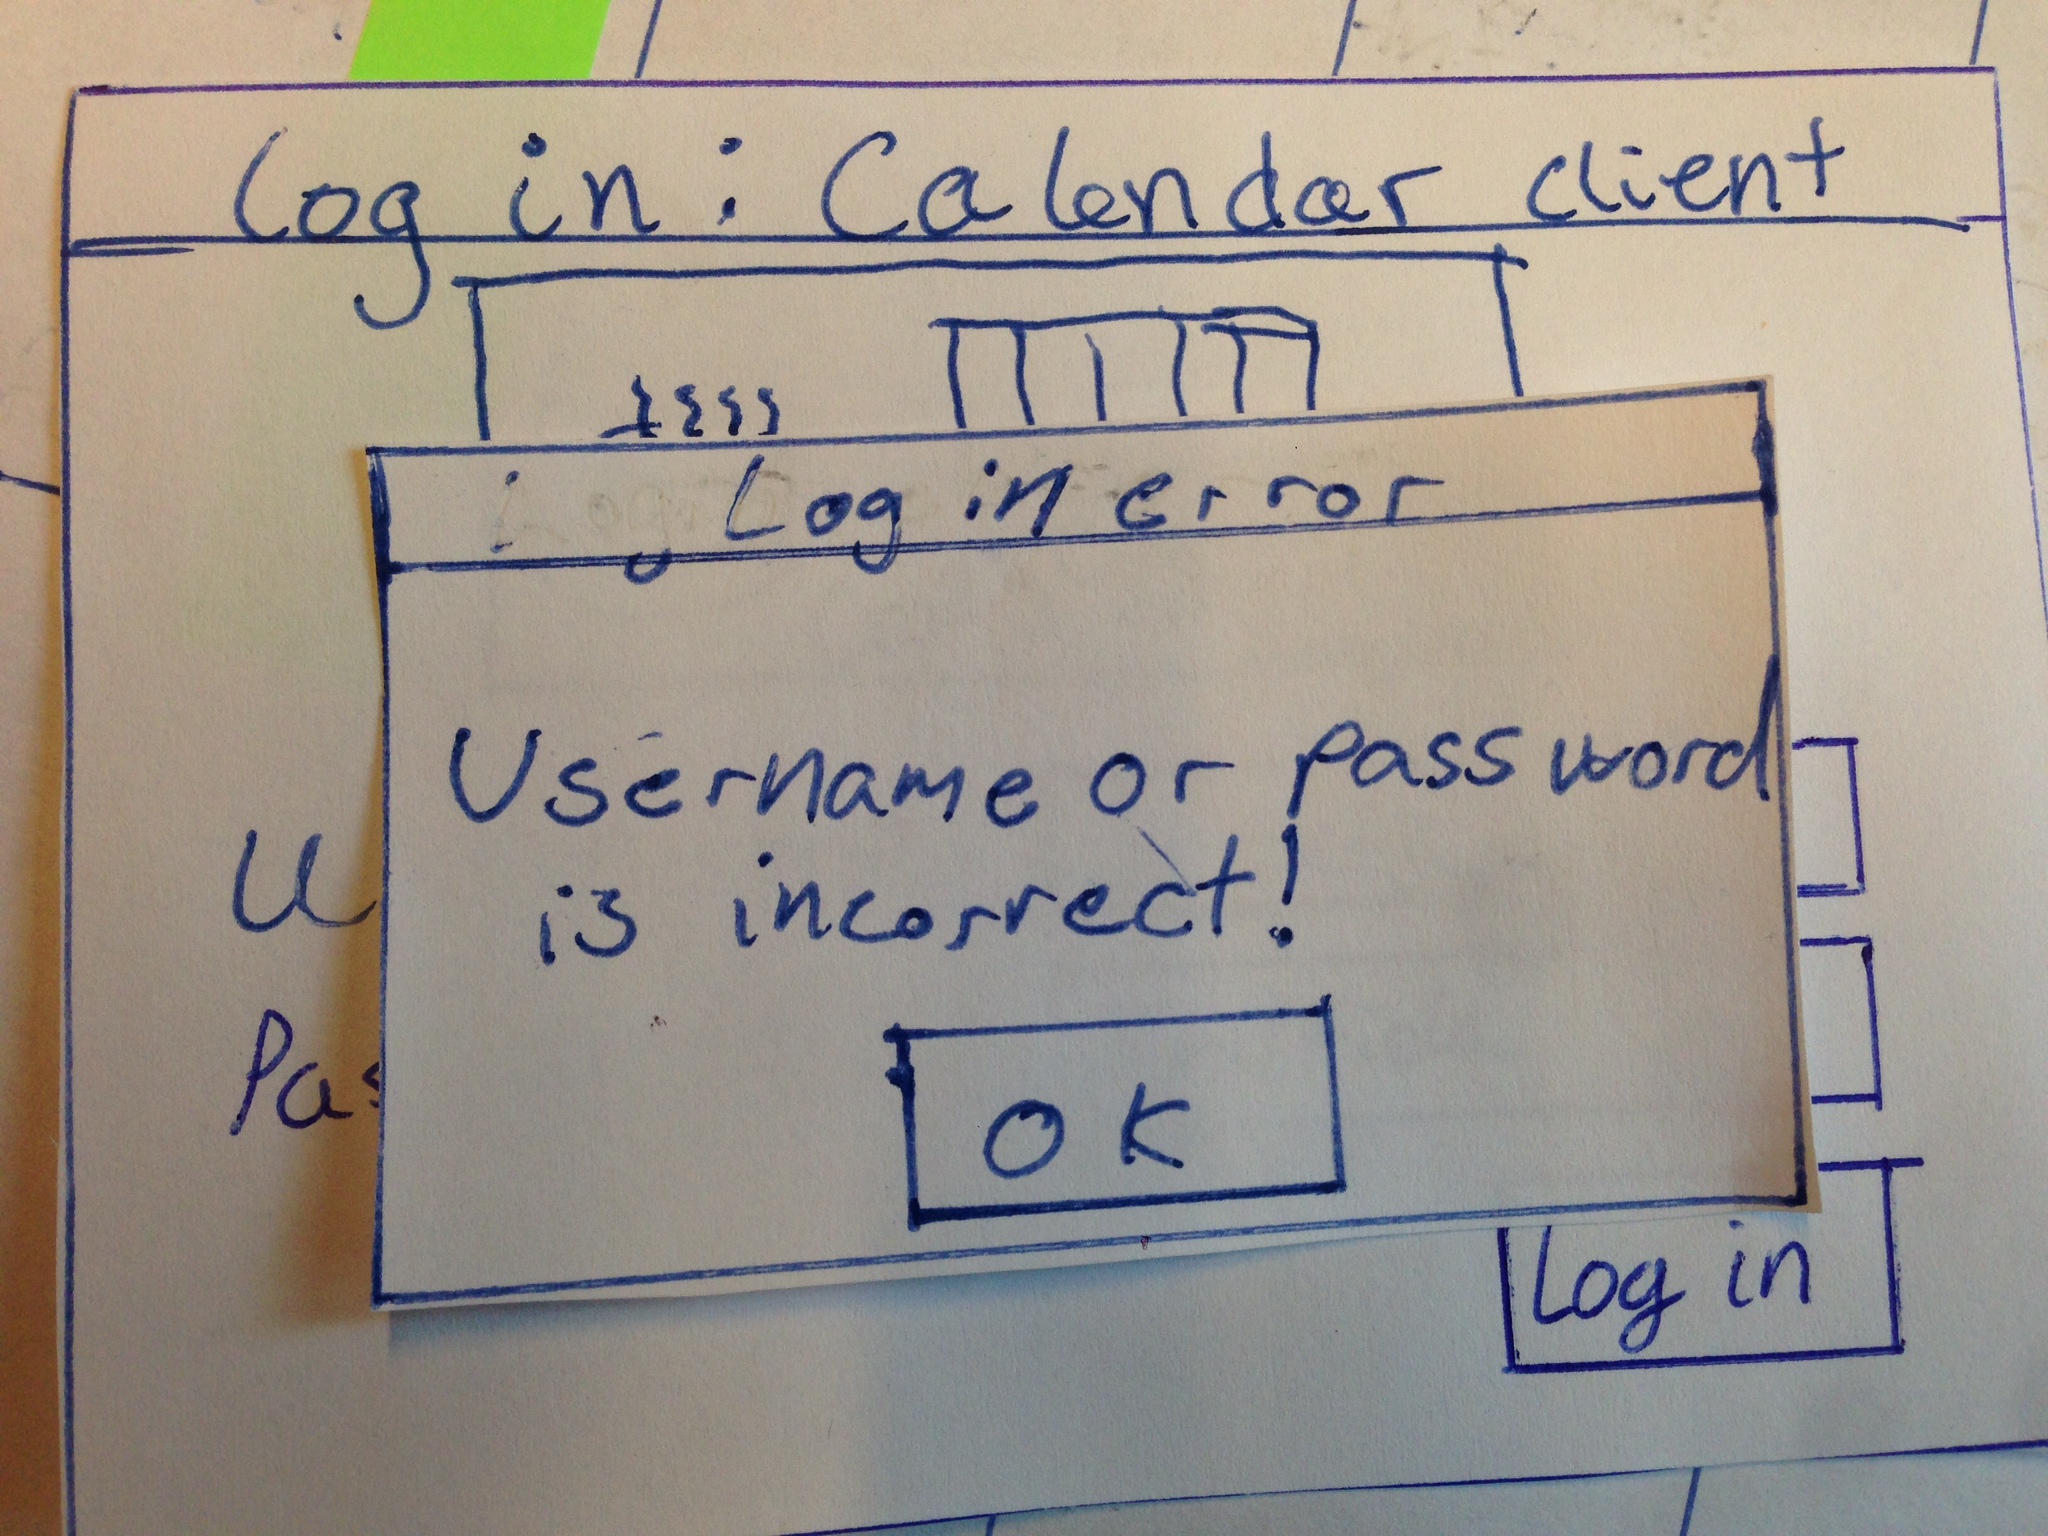 Log in: Calendar client
Log in error
Username or password
is incorrect!
U
Pas
OK
Log in